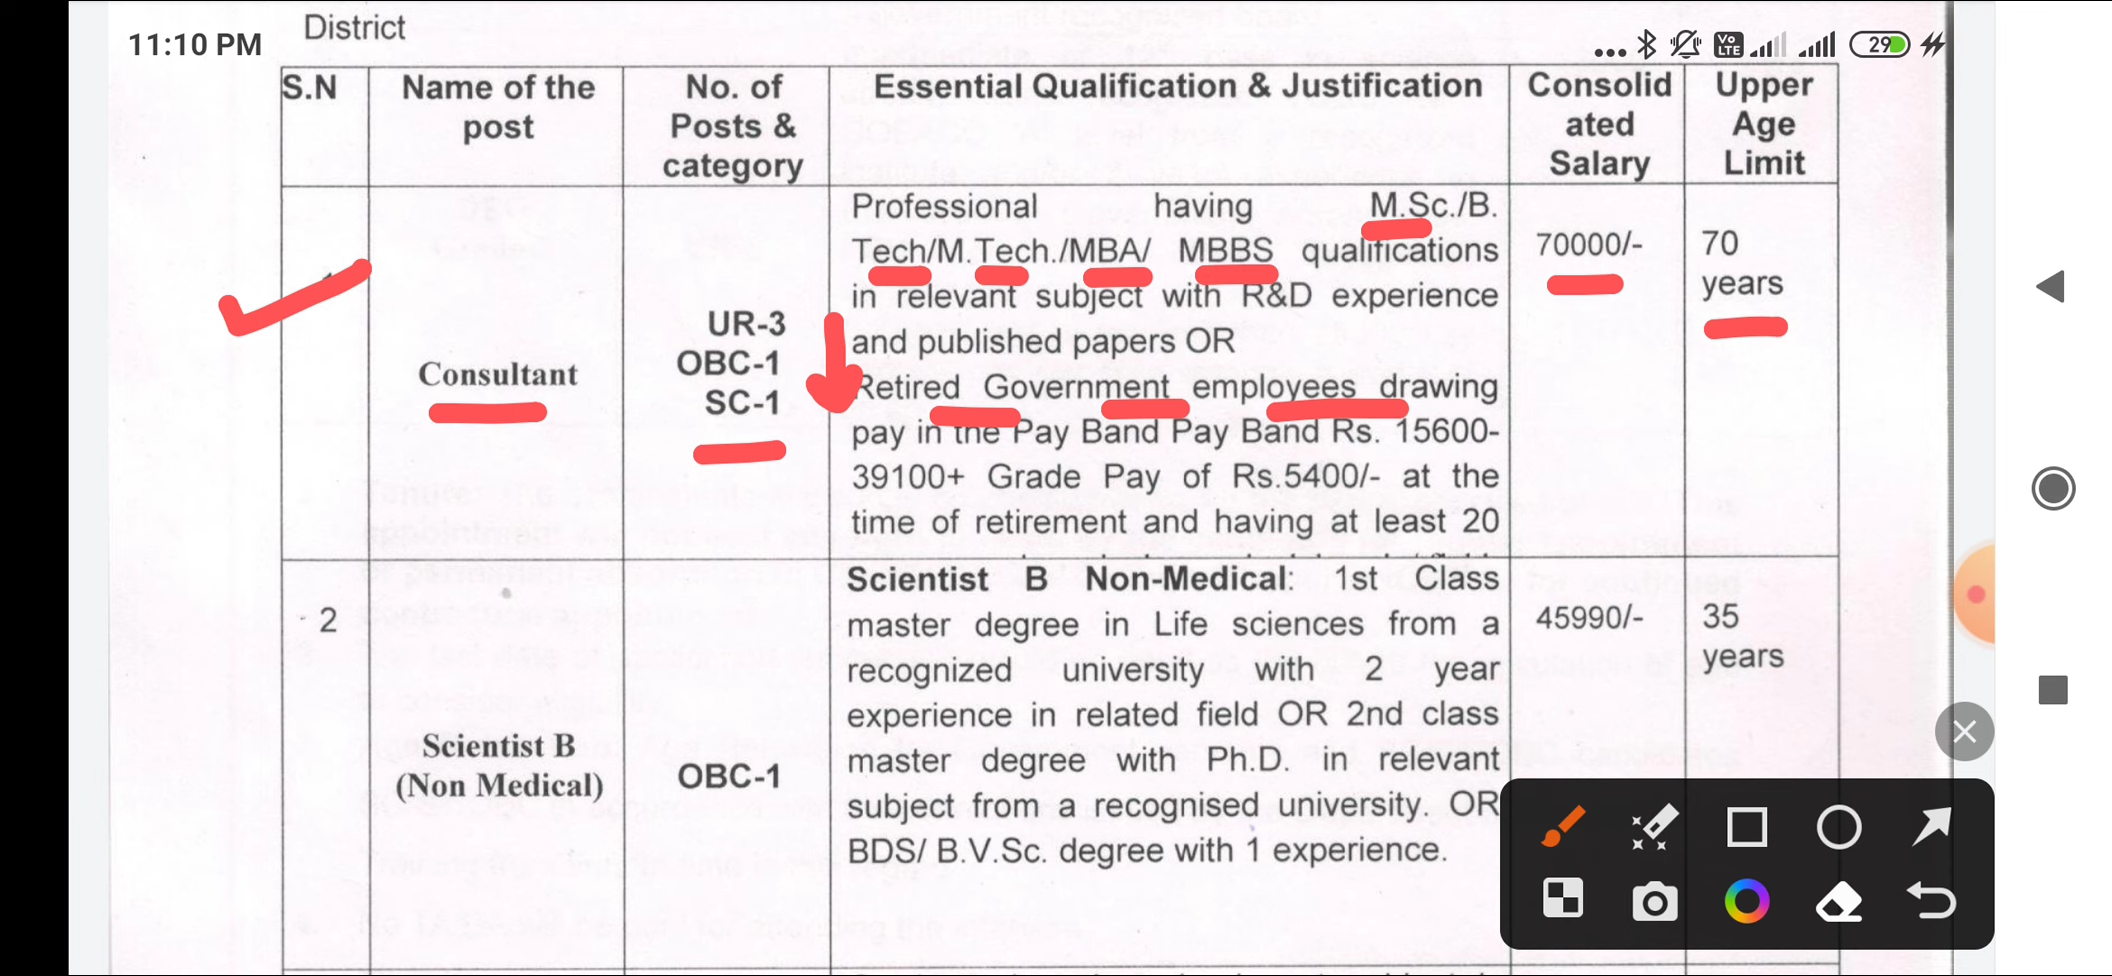 District
11:10 PM
Vo LTE
29
S.N
Name of the post
No. of Posts & category
Essential Qualification & Justification
Consolidated Salary
Upper Age Limit
Consultant
UR-3
OBC-1
SC-1
Professional having M.Sc./B.
Tech/M.Tech./MBA/ MBBS qualifications
in relevant subject with R&D experience
and published papers OR
Retired Government employees drawing
pay in the Pay Band Pay Band Rs. 15600-
39100+ Grade Pay of Rs.5400/- at the
time of retirement and having at least 20
70000/-
70
years
2
Scientist B
(Non Medical)
OBC-1
Scientist B Non-Medical: 1st Class
master degree in Life sciences from a
recognized university with 2 year
experience in related field OR 2nd class
master degree with Ph.D. in relevant
subject from a recognised university. OR
BDS/ B.V.Sc. degree with 1 experience.
45990/-
35
years